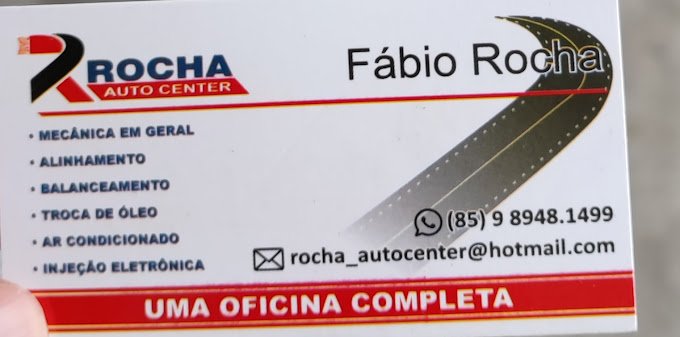 ROCHA
AUTO CENTER
Fábio Rocha
• MECÂNICA EM GERAL
• ALINHAMENTO
• BALANCEAMENTO
• TROCA DE ÓLEO
• AR CONDICIONADO
• INJEÇÃO ELETRÔNICA
(85) 9 8948.1499
rocha_autocenter@hotmail.com
UMA OFICINA COMPLETA